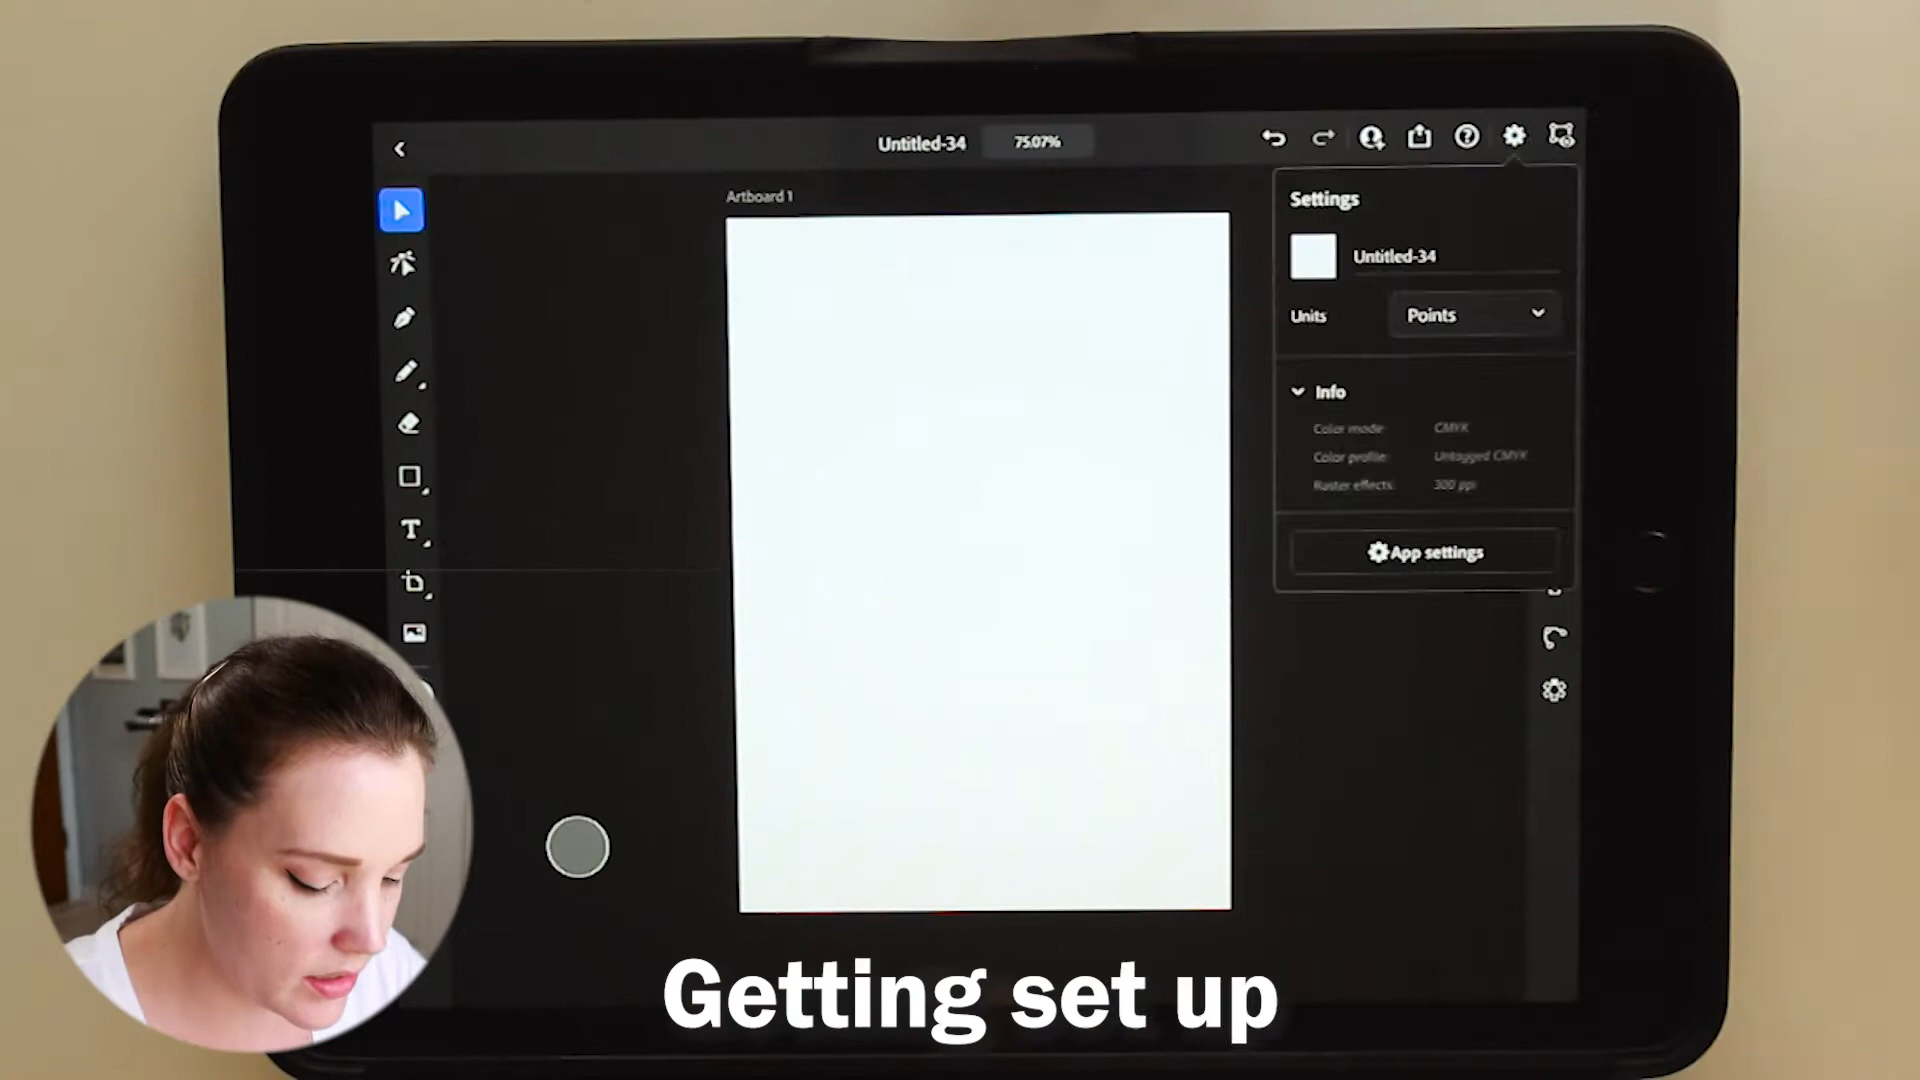 Untitled-34
75.07%
Artboard 1
Settings
Untitled-34
Units
Points
Info
Color mode:
CMYK
Color profile:
Untagged CMYK
Raster effects:
300 ppi
App settings
Getting set up